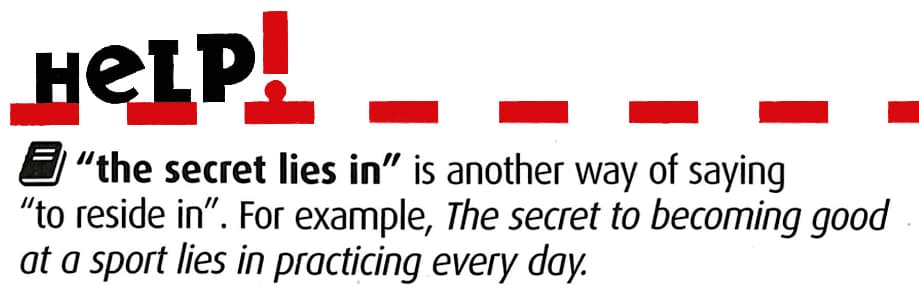 HeLP!
“the secret lies in” is another way of saying
“to reside in”. For example, The secret to becoming good
at a sport lies in practicing every day.